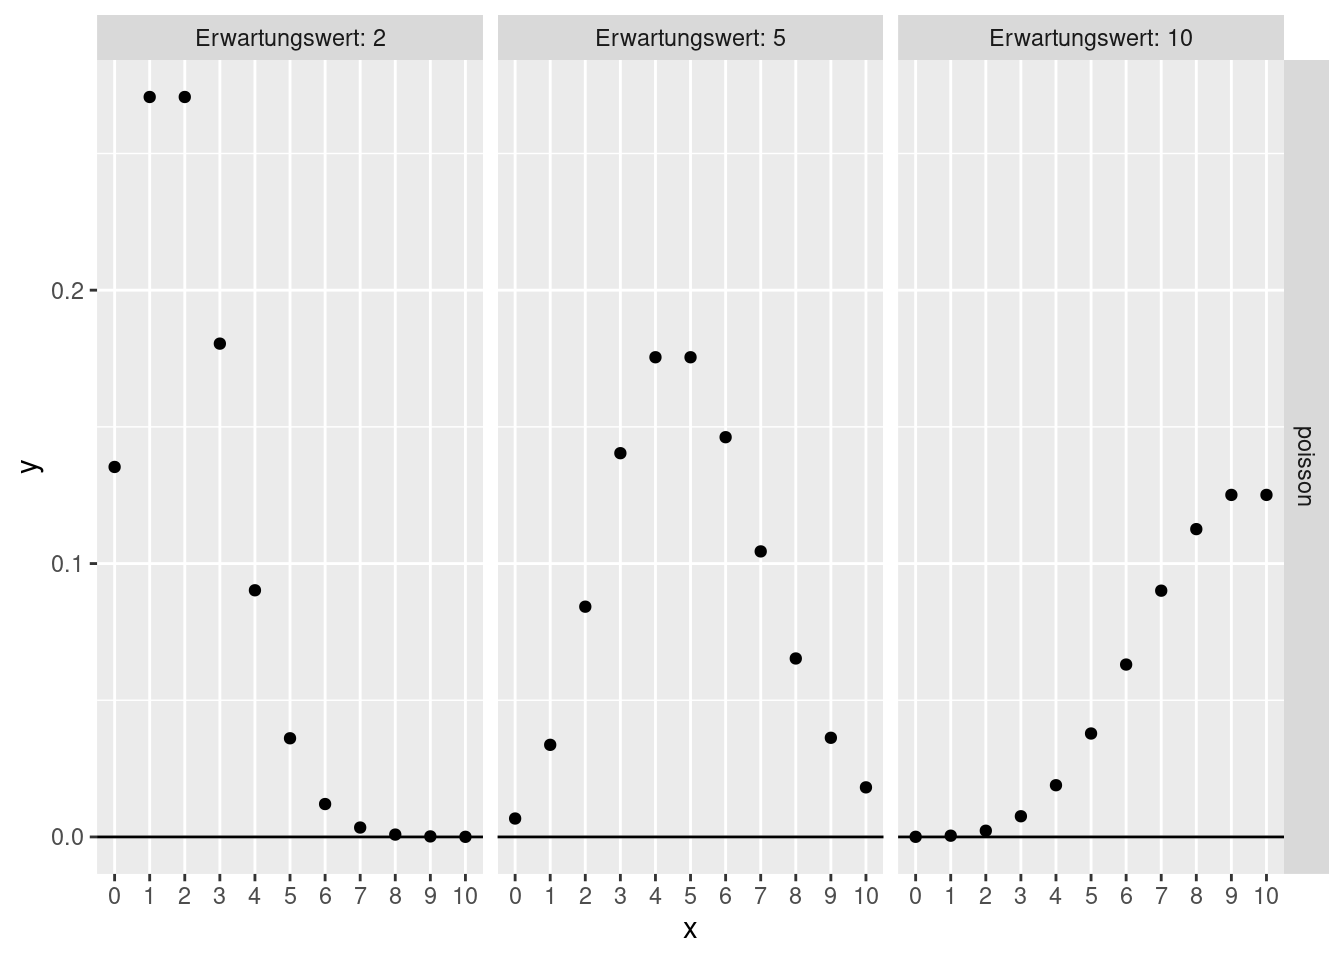 Erwartungswert: 2
Erwartungswert: 5
Erwartungswert: 10
poisson
y
0.2
0.1
0.0
0 1 2 3 4 5 6 7 8 9 10
0 1 2 3 4 5 6 7 8 9 10
0 1 2 3 4 5 6 7 8 9 10
x